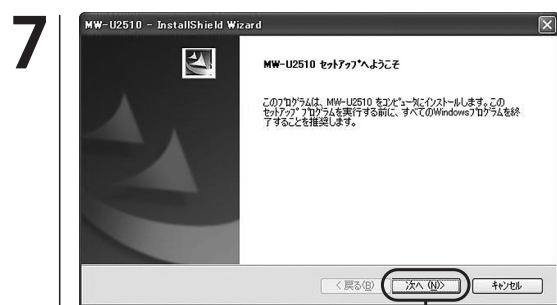 7
MW-U2510 - InstallShield Wizard
MW-U2510 ｾｯﾄｱｯﾌﾟへようこそ
このﾌﾟﾛｸﾞﾗﾑは、MW-U2510 をｺﾝﾋﾟｭｰﾀにｲﾝｽﾄｰﾙします。この
ｾｯﾄｱｯﾌﾟ ﾌﾟﾛｸﾞﾗﾑを実行する前に、すべてのWindowsﾌﾟﾛｸﾞﾗﾑを終
了することを推奨します。
< 戻る(B) 次へ (N)> ｷｬﾝｾﾙ